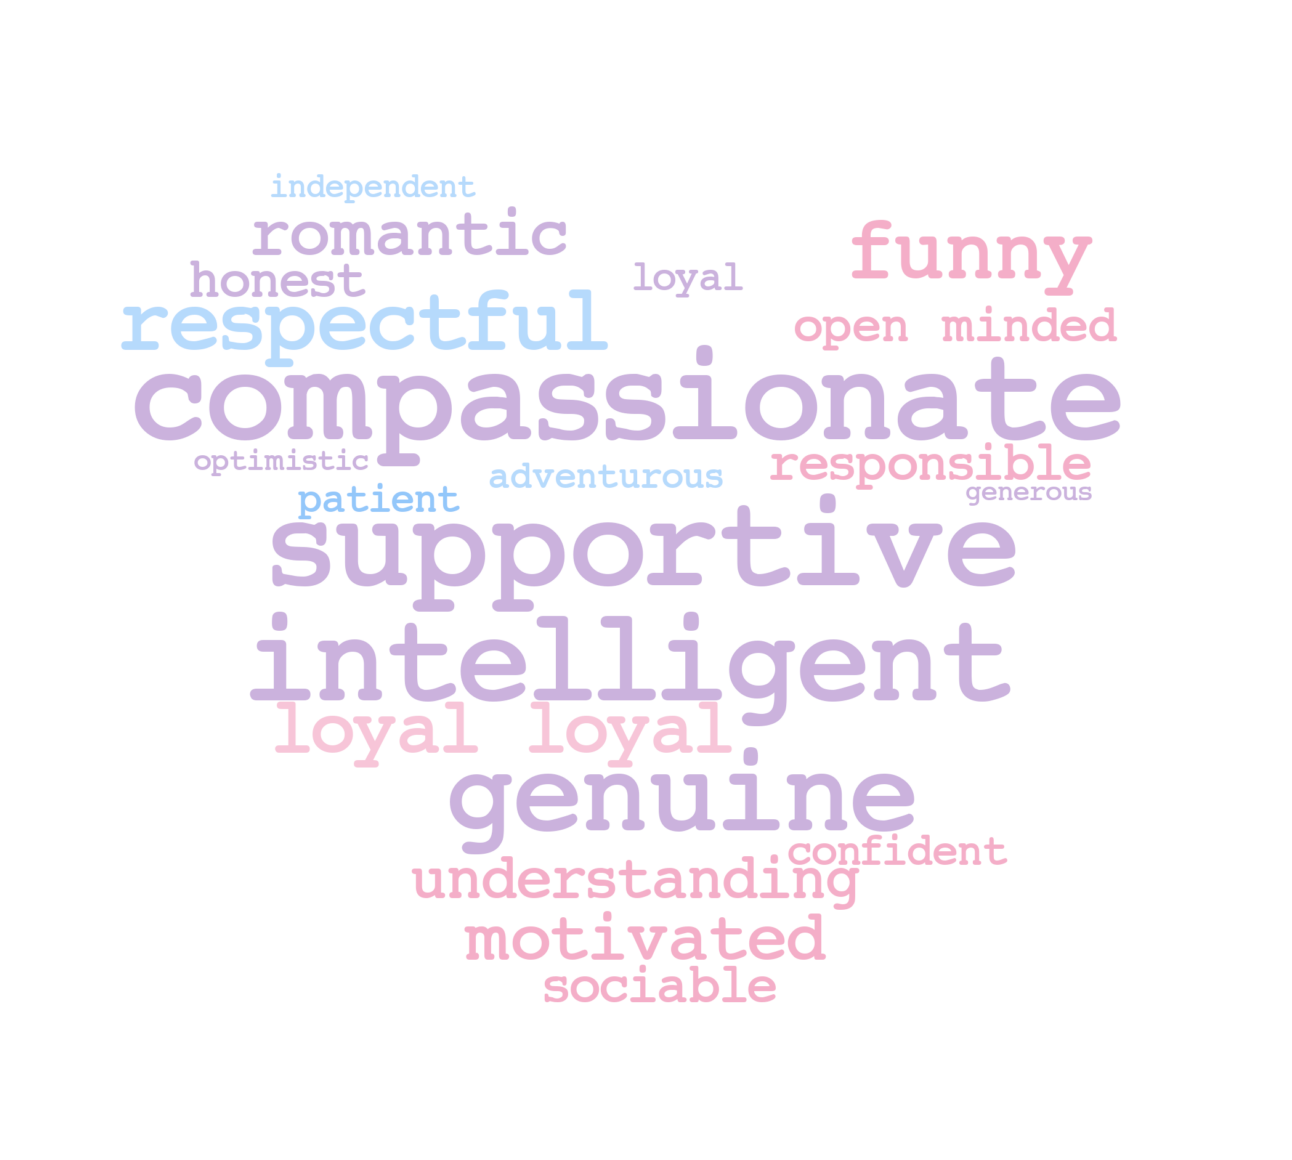 independent
romantic
funny
honest
loyal
respectful
open minded
compassionate
optimistic
adventurous
responsible
patient
generous
supportive
intelligent
loyal loyal
genuine
confident
understanding
motivated
sociable